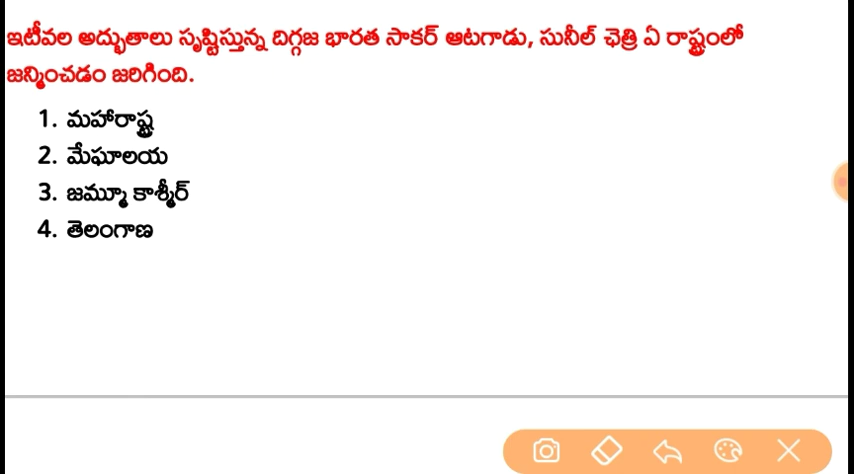 ఇటీవల అద్భుతాలు సృష్టిస్తున్న దిగ్గజ భారత సాకర్ ఆటగాడు, సునీల్ ఛెత్రి ఏ రాష్ట్రంలో
జన్మించడం జరిగింది.
1. మహారాష్ట్ర
2. మేఘాలయ
3. జమ్మూ కాశ్మీర్
4. తెలంగాణ